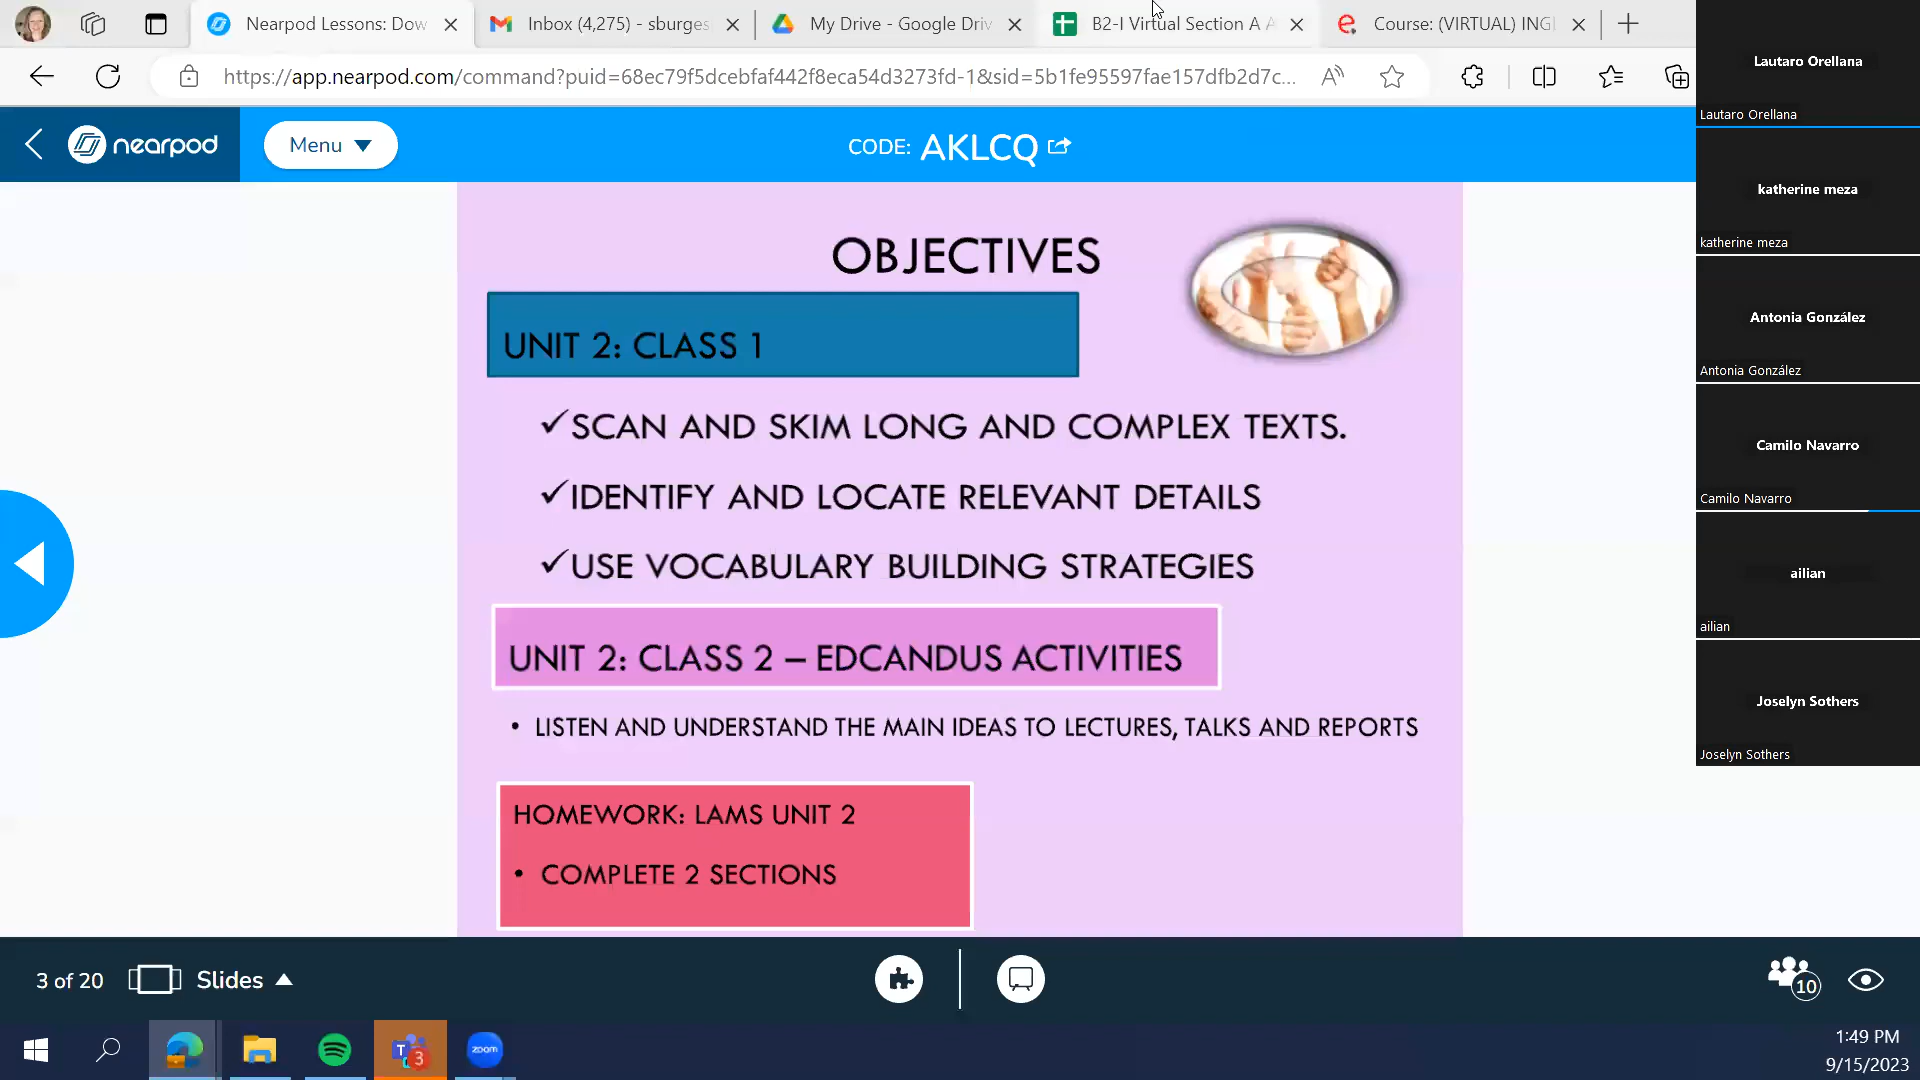 Nearpod Lessons: Dow
Inbox (4,275) - sburges
My Drive - Google Driv
B2-I Virtual Section A A
Course: (VIRTUAL) INGL
https://app.nearpod.com/command?puid=68ec79f5dcebfaf442f8eca54d3273fd-1&sid=5b1fe95597fae157dfb2d7c...
nearpod
Menu
CODE: AKLCQ
OBJECTIVES
UNIT 2: CLASS 1
✓SCAN AND SKIM LONG AND COMPLEX TEXTS.
✓IDENTIFY AND LOCATE RELEVANT DETAILS
✓USE VOCABULARY BUILDING STRATEGIES
UNIT 2: CLASS 2 – EDCANDUS ACTIVITIES
• LISTEN AND UNDERSTAND THE MAIN IDEAS TO LECTURES, TALKS AND REPORTS
HOMEWORK: LAMS UNIT 2
• COMPLETE 2 SECTIONS
Lautaro Orellana
Lautaro Orellana
katherine meza
katherine meza
Antonia González
Antonia González
Camilo Navarro
Camilo Navarro
ailian
ailian
Joselyn Sothers
Joselyn Sothers
3 of 20
Slides
10
T
3
zoom
1:49 PM
9/15/2023